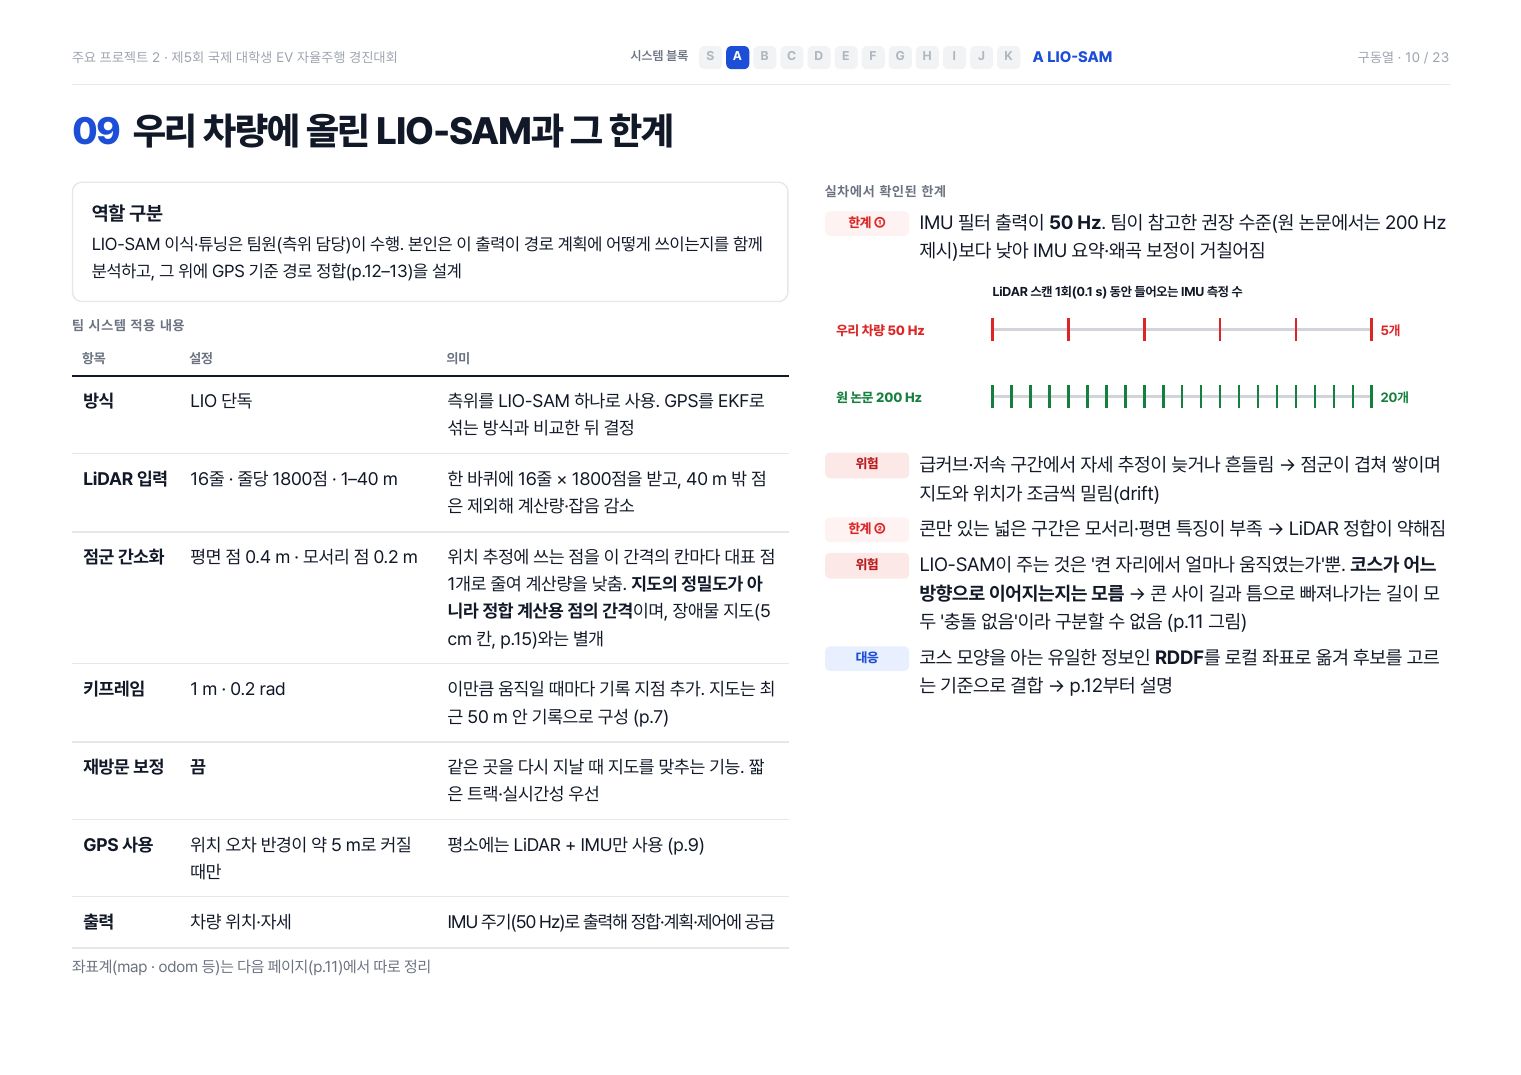 주요 프로젝트 2 · 제5회 국제 대학생 EV 자율주행 경진대회
시스템 블록 S A B C D E F G H I J K A LIO-SAM
구동열 · 10 / 23
09 우리 차량에 올린 LIO-SAM과 그 한계
역할 구분
LIO-SAM 이식·튜닝은 팀원(측위 담당)이 수행. 본인은 이 출력이 경로 계획에 어떻게 쓰이는지를 함께
분석하고, 그 위에 GPS 기준 경로 정합(p.12–13)을 설계
팀 시스템 적용 내용
항목 설정 의미
방식 LIO 단독 측위를 LIO-SAM 하나로 사용. GPS를 EKF로
섞는 방식과 비교한 뒤 결정
LiDAR 입력 16줄 · 줄당 1800점 · 1–40 m 한 바퀴에 16줄 × 1800점을 받고, 40 m 밖 점
은 제외해 계산량·잡음 감소
점군 간소화 평면 점 0.4 m · 모서리 점 0.2 m 위치 추정에 쓰는 점을 이 간격의 칸마다 대표 점
1개로 줄여 계산량을 낮춤. 지도의 정밀도가 아
니라 정합 계산용 점의 간격이며, 장애물 지도(5
cm 칸, p.15)와는 별개
키프레임 1 m · 0.2 rad 이만큼 움직일 때마다 기록 지점 추가. 지도는 최
근 50 m 안 기록으로 구성 (p.7)
재방문 보정 끔 같은 곳을 다시 지날 때 지도를 맞추는 기능. 짧
은 트랙·실시간성 우선
GPS 사용 위치 오차 반경이 약 5 m로 커질 평소에는 LiDAR + IMU만 사용 (p.9)
때만
출력 차량 위치·자세 IMU 주기(50 Hz)로 출력해 정합·계획·제어에 공급
좌표계(map · odom 등)는 다음 페이지(p.11)에서 따로 정리
실차에서 확인된 한계
한계 ① IMU 필터 출력이 50 Hz. 팀이 참고한 권장 수준(원 논문에서는 200 Hz
제시)보다 낮아 IMU 요약·왜곡 보정이 거칠어짐
LiDAR 스캔 1회(0.1 s) 동안 들어오는 IMU 측정 수
우리 차량 50 Hz 5개
원 논문 200 Hz 20개
위험 급커브·저속 구간에서 자세 추정이 늦거나 흔들림 → 점군이 겹쳐 쌓이며
지도와 위치가 조금씩 밀림(drift)
한계 ② 콘만 있는 넓은 구간은 모서리·평면 특징이 부족 → LiDAR 정합이 약해짐
위험 LIO-SAM이 주는 것은 '켠 자리에서 얼마나 움직였는가'뿐. 코스가 어느
방향으로 이어지는지는 모름 → 콘 사이 길과 틈으로 빠져나가는 길이 모
두 '충돌 없음'이라 구분할 수 없음 (p.11 그림)
대응 코스 모양을 아는 유일한 정보인 RDDF를 로컬 좌표로 옮겨 후보를 고르
는 기준으로 결합 → p.12부터 설명